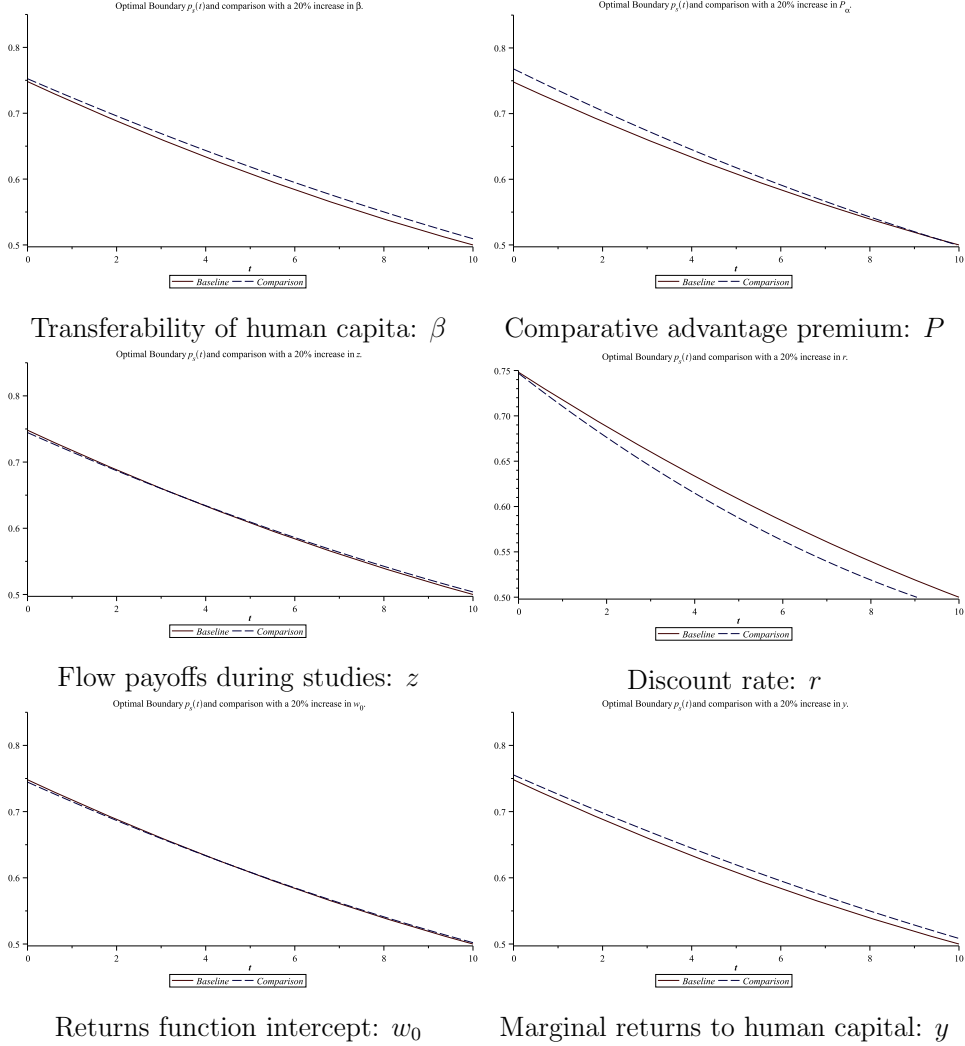 Optimal Boundary p_s(t) and comparison with a 20% increase in β.
0.8
0.7
0.6
0.5
0 2 4 6 8 10
t
Baseline Comparison
Transferability of human capita: β
Optimal Boundary p_s(t) and comparison with a 20% increase in P_α.
0.8
0.7
0.6
0.5
0 2 4 6 8 10
t
Baseline Comparison
Comparative advantage premium: P
Optimal Boundary p_s(t) and comparison with a 20% increase in z.
0.8
0.7
0.6
0.5
0 2 4 6 8 10
t
Baseline Comparison
Flow payoffs during studies: z
Optimal Boundary p_s(t) and comparison with a 20% increase in r.
0.75
0.70
0.65
0.60
0.55
0.50
0 2 4 6 8 10
t
Baseline Comparison
Discount rate: r
Optimal Boundary p_s(t) and comparison with a 20% increase in w_0.
0.8
0.7
0.6
0.5
0 2 4 6 8 10
t
Baseline Comparison
Returns function intercept: w_0
Optimal Boundary p_s(t) and comparison with a 20% increase in y.
0.8
0.7
0.6
0.5
0 2 4 6 8 10
t
Baseline Comparison
Marginal returns to human capital: y